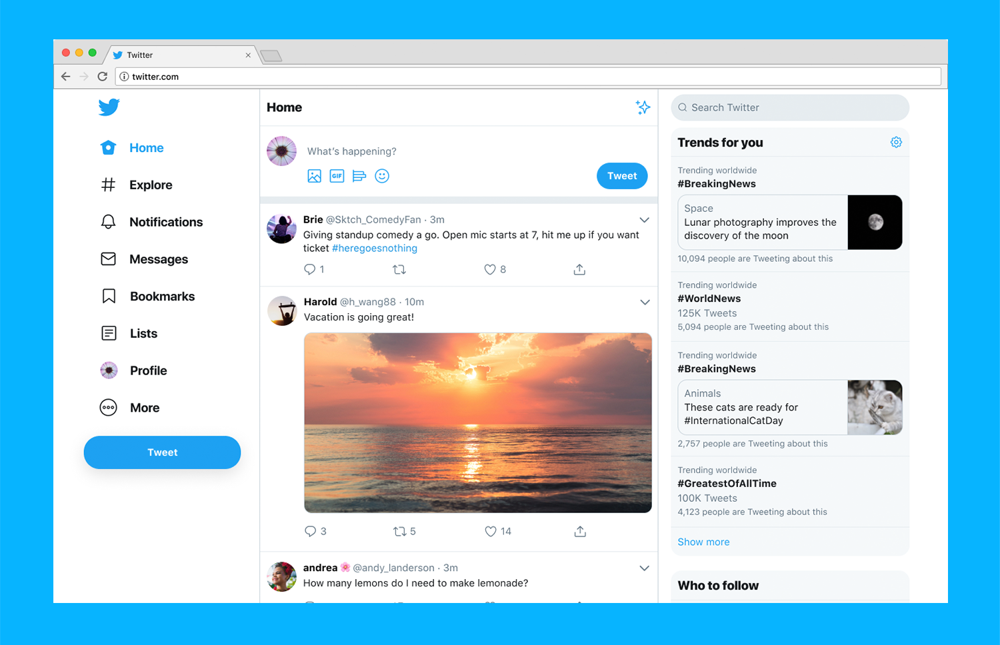 Twitter
twitter.com
Home
Explore
Notifications
Messages
Bookmarks
Lists
Profile
More
Tweet
Home
What's happening?
GIF
Tweet
Brie @Sktch_ComedyFan · 3m
Giving standup comedy a go. Open mic starts at 7, hit me up if you want
ticket #heregoesnothing
1 8
Harold @h_wang88 · 10m
Vacation is going great!
3 5 14
andrea 🌸 @andy_landerson · 3m
How many lemons do I need to make lemonade?
Search Twitter
Trends for you
Trending worldwide
#BreakingNews
Space
Lunar photography improves the
discovery of the moon
10,094 people are Tweeting about this
Trending worldwide
#WorldNews
125K Tweets
5,094 people are Tweeting about this
Trending worldwide
#BreakingNews
Animals
These cats are ready for
#InternationalCatDay
2,757 people are Tweeting about this
Trending worldwide
#GreatestOfAllTime
100K Tweets
4,123 people are Tweeting about this
Show more
Who to follow